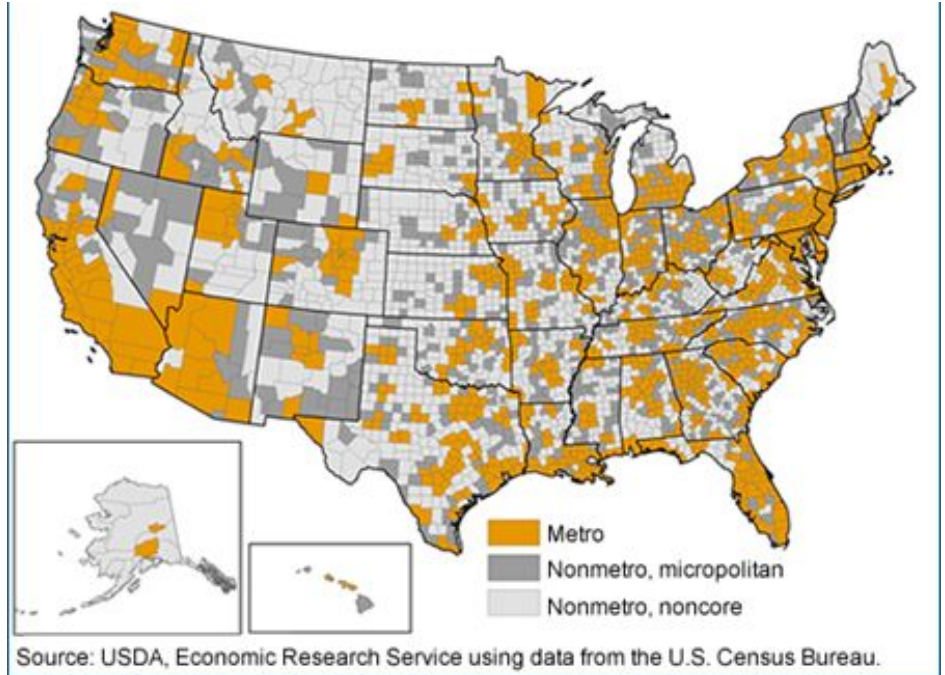 Metro
Nonmetro, micropolitan
Nonmetro, noncore
Source: USDA, Economic Research Service using data from the U.S. Census Bureau.